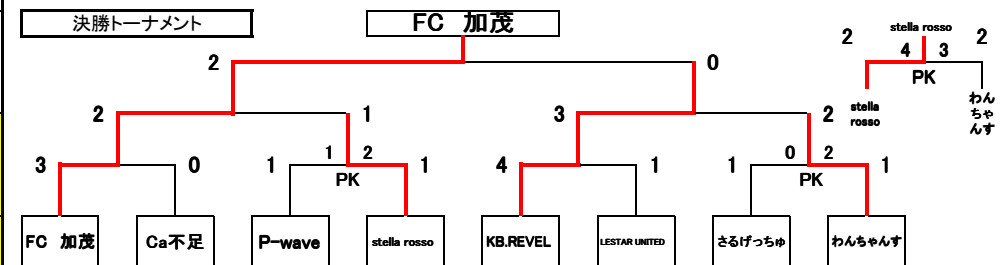 決勝トーナメント
FC 加茂
stella rosso
2
2
4 3
PK
stella
rosso
わん
ちゃ
んす
2
0
2
1
3
2
3
0
1
1 2
PK
1
4
1
1
0 2
PK
1
FC 加茂
Ca不足
P-wave
stella rosso
KB.REVEL
LESTAR UNITED
さるげっちゅ
わんちゃんす